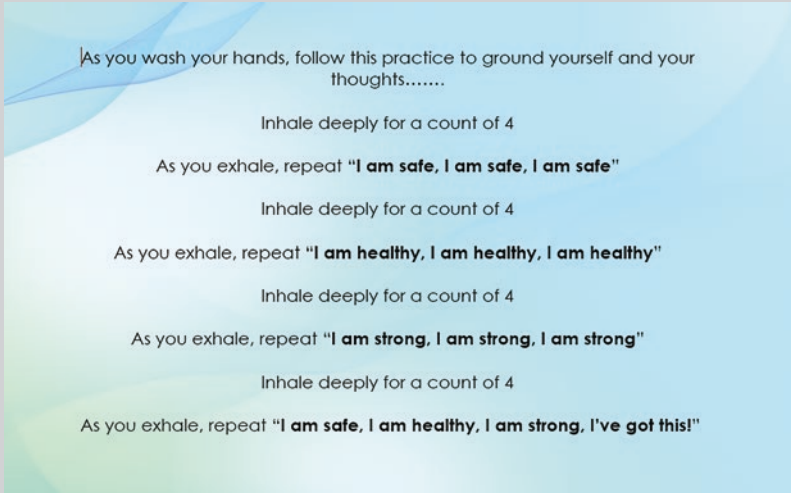 As you wash your hands, follow this practice to ground yourself and your
thoughts.......
Inhale deeply for a count of 4
As you exhale, repeat “I am safe, I am safe, I am safe”
Inhale deeply for a count of 4
As you exhale, repeat “I am healthy, I am healthy, I am healthy”
Inhale deeply for a count of 4
As you exhale, repeat “I am strong, I am strong, I am strong”
Inhale deeply for a count of 4
As you exhale, repeat “I am safe, I am healthy, I am strong, I’ve got this!”